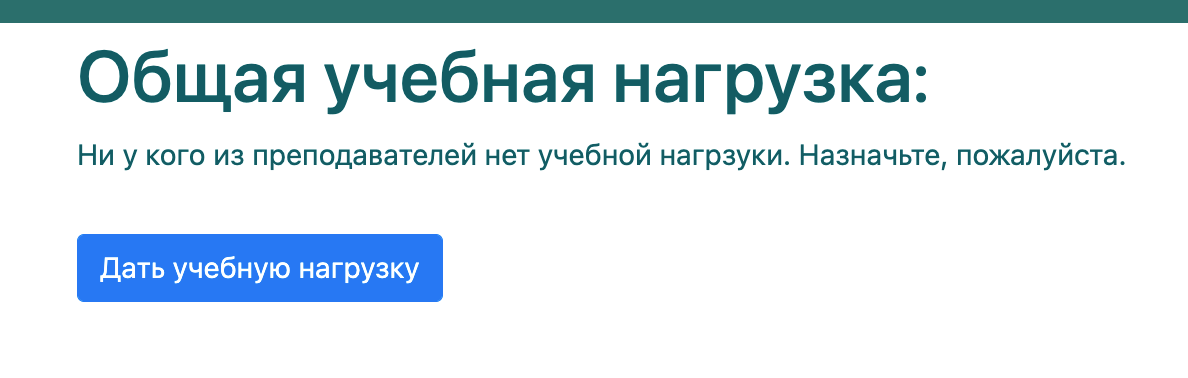 Общая учебная нагрузка:
Ни у кого из преподавателей нет учебной нагрзуки. Назначьте, пожалуйста.
Дать учебную нагрузку